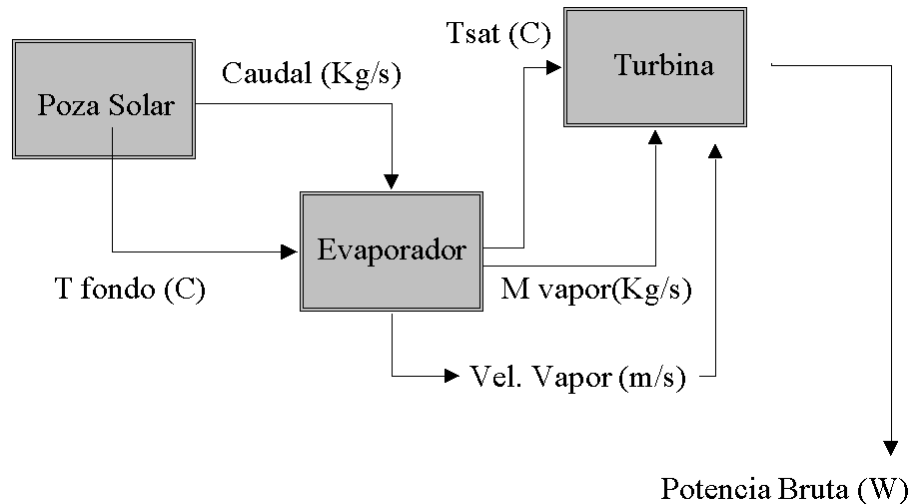 Tsat (C)
Turbina
Caudal (Kg/s)
Poza Solar
Evaporador
T fondo (C)
M vapor(Kg/s)
Vel. Vapor (m/s)
Potencia Bruta (W)